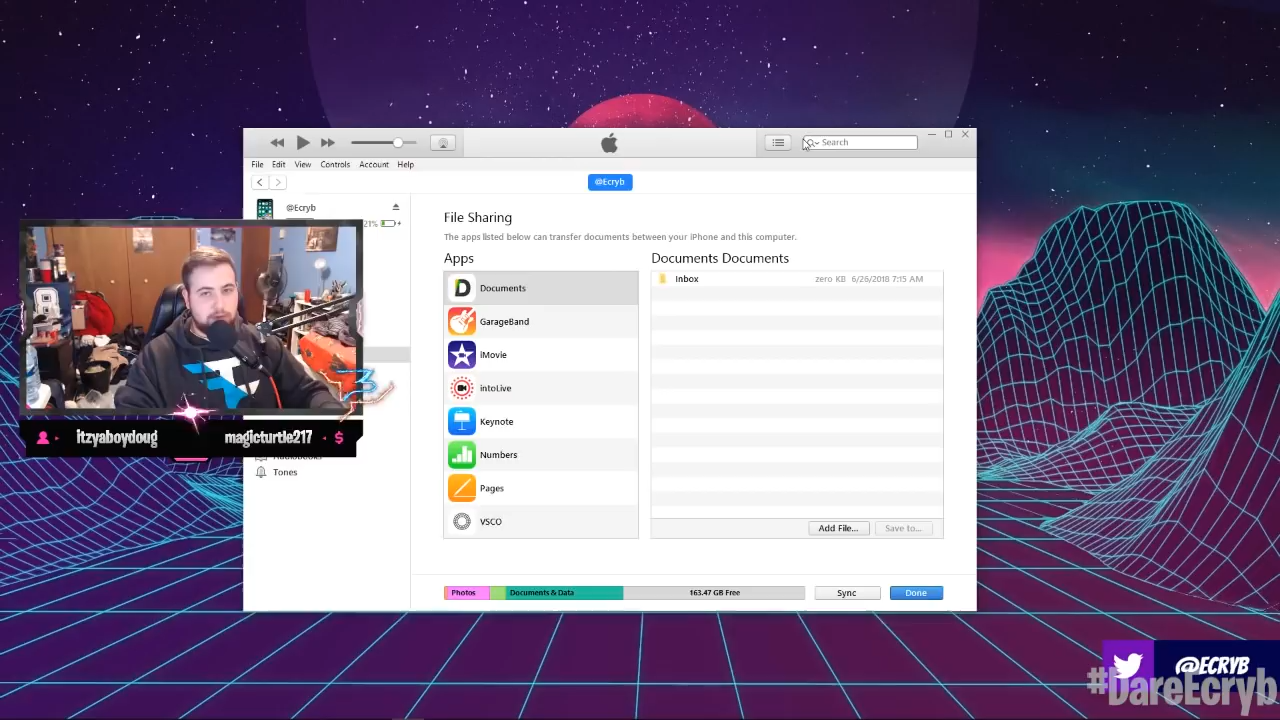 Search
File Edit View Controls Account Help
@Ecryb
@Ecryb
21%
File Sharing
The apps listed below can transfer documents between your iPhone and this computer.
Apps
Documents
GarageBand
iMovie
intoLive
Keynote
Numbers
Pages
VSCO
Documents Documents
Inbox zero KB 6/26/2018 7:15 AM
Add File... Save to...
itzyaboydoug
magicturtle217
$
Audiobooks
Tones
Photos
Documents & Data
163.47 GB Free
Sync
Done
@ECRYB
#DareEcryb